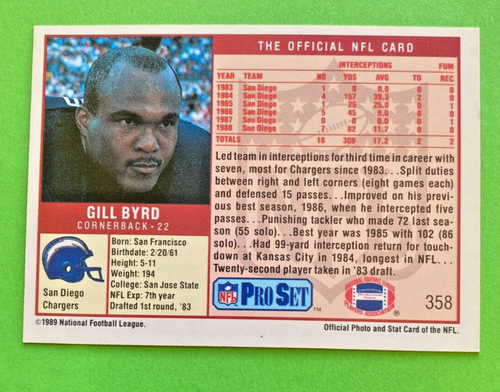 THE OFFICIAL NFL CARD
INTERCEPTIONS FUM
YEAR TEAM NO YDS AVG TD REC
1983 San Diego 1 0 0.0 0 0
1984 San Diego 4 157 39.3 2 0
1985 San Diego 1 25 25.0 0 1
1986 San Diego 5 45 9.0 0 0
1987 San Diego 0 0 0.0 0
1988 San Diego 7 82 11.7 0 0
TOTALS 18 309 17.2 2 2
Led team in interceptions for third time in career with
seven, most for Chargers since 1983...Split duties
between right and left corners (eight games each)
and defensed 15 passes...Improved on his previ-
ous best season, 1986, when he intercepted five
passes...Punishing tackler who made 72 last
season (55 solo)...Best year was 1985 with 102 (86
solo)...Had 99-yard interception return for touch-
down at Kansas City in 1984, longest in NFL...
Twenty-second player taken in '83 draft.
GILL BYRD
CORNERBACK • 22
San Diego
Chargers
Born: San Francisco
Birthdate: 2/20/61
Height: 5-11
Weight: 194
College: San Jose State
NFL Exp: 7th year
Drafted 1st round, '83
NFL PRO SET TM
358
©1989 National Football League.
Official Photo and Stat Card of the NFL.